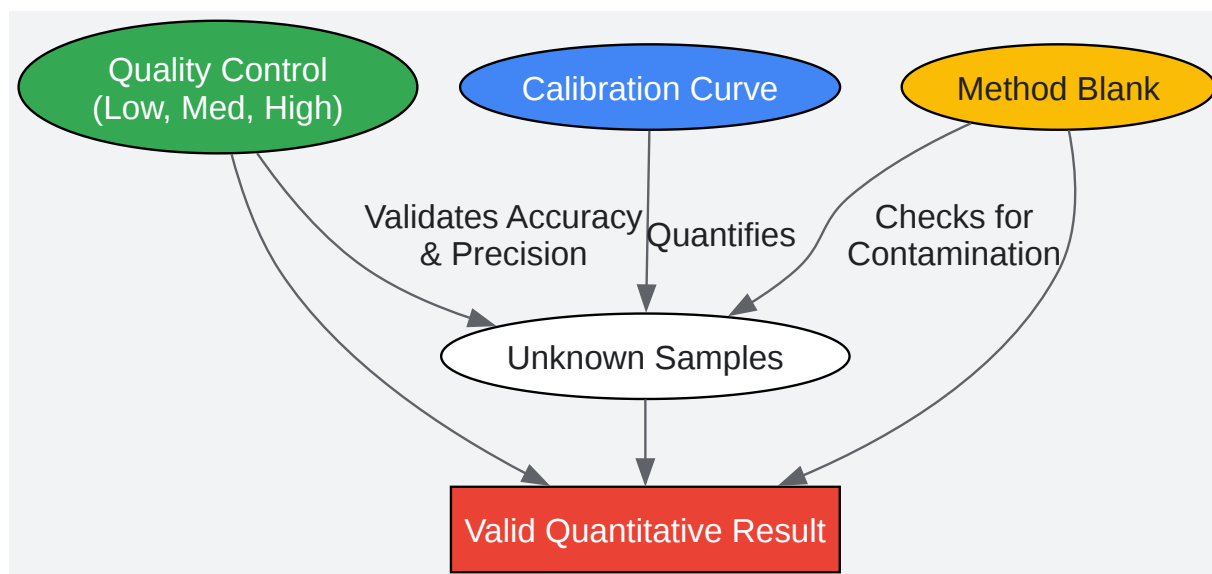 Quality Control
(Low, Med, High)
Calibration Curve
Method Blank
Validates Accuracy
& Precision
Quantifies
Checks for
Contamination
Unknown Samples
Valid Quantitative Result